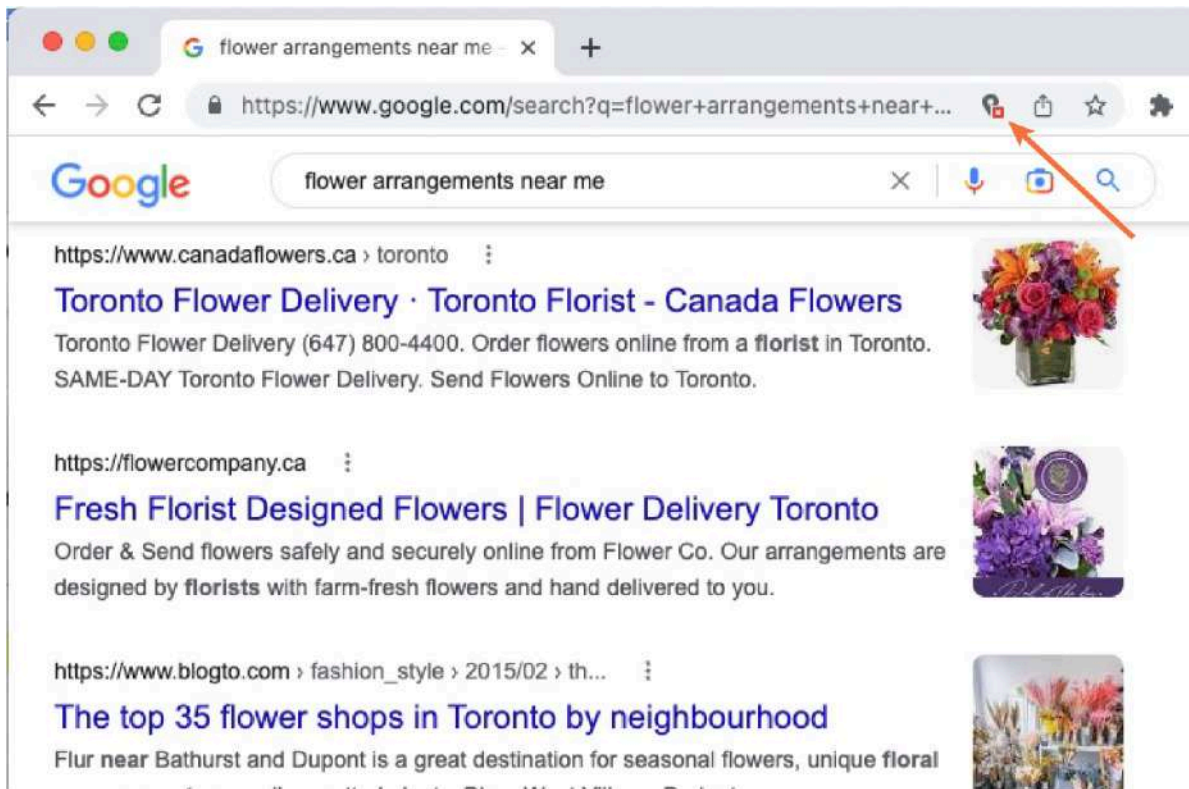 flower arrangements near me
https://www.google.com/search?q=flower+arrangements+near+...
Google
flower arrangements near me
https://www.canadaflowers.ca › toronto
Toronto Flower Delivery · Toronto Florist - Canada Flowers
Toronto Flower Delivery (647) 800-4400. Order flowers online from a florist in Toronto.
SAME-DAY Toronto Flower Delivery. Send Flowers Online to Toronto.
https://flowercompany.ca
Fresh Florist Designed Flowers | Flower Delivery Toronto
Order & Send flowers safely and securely online from Flower Co. Our arrangements are
designed by florists with farm-fresh flowers and hand delivered to you.
https://www.blogto.com › fashion_style › 2015/02 › th...
The top 35 flower shops in Toronto by neighbourhood
Flur near Bathurst and Dupont is a great destination for seasonal flowers, unique floral